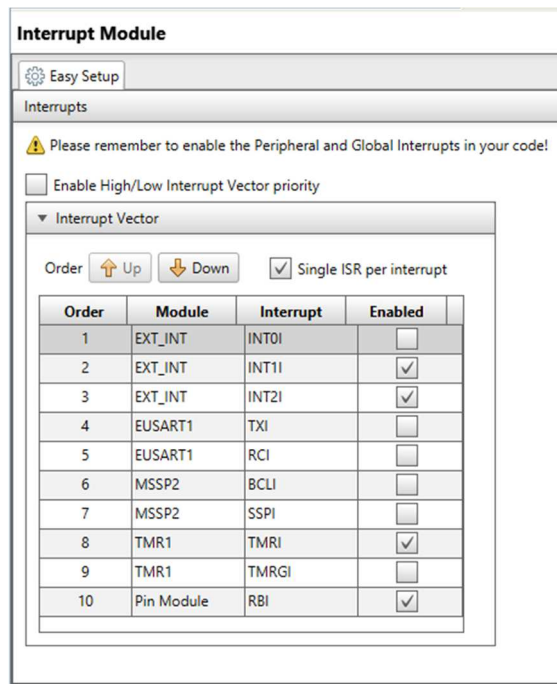 Interrupt Module
Easy Setup
Interrupts
Please remember to enable the Peripheral and Global Interrupts in your code!
Enable High/Low Interrupt Vector priority
Interrupt Vector
Order Up Down Single ISR per interrupt
Order Module Interrupt Enabled
1 EXT_INT INT0I
2 EXT_INT INT1I
3 EXT_INT INT2I
4 EUSART1 TXI
5 EUSART1 RCI
6 MSSP2 BCLI
7 MSSP2 SSPI
8 TMR1 TMRI
9 TMR1 TMRGI
10 Pin Module RBI